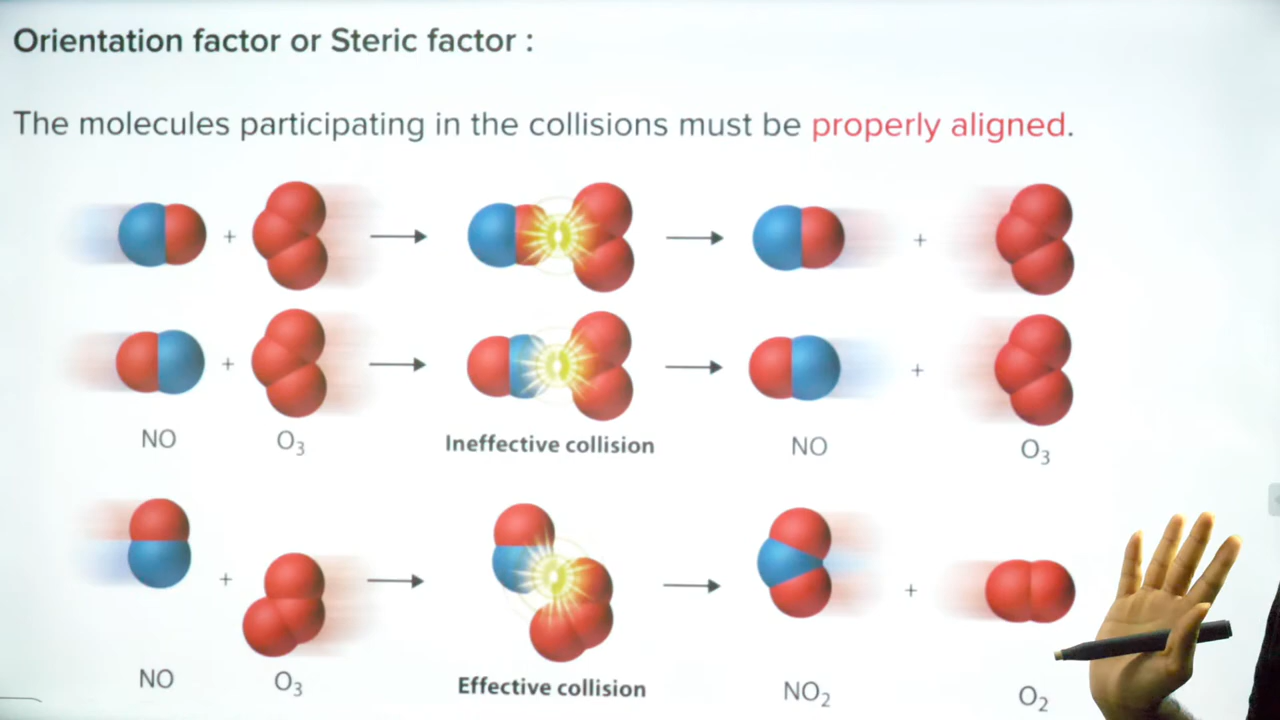 Orientation factor or Steric factor :
The molecules participating in the collisions must be properly aligned.
+ +
+ +
NO O₃ Ineffective collision NO O₃
+ +
NO O₃ Effective collision NO₂ O₂